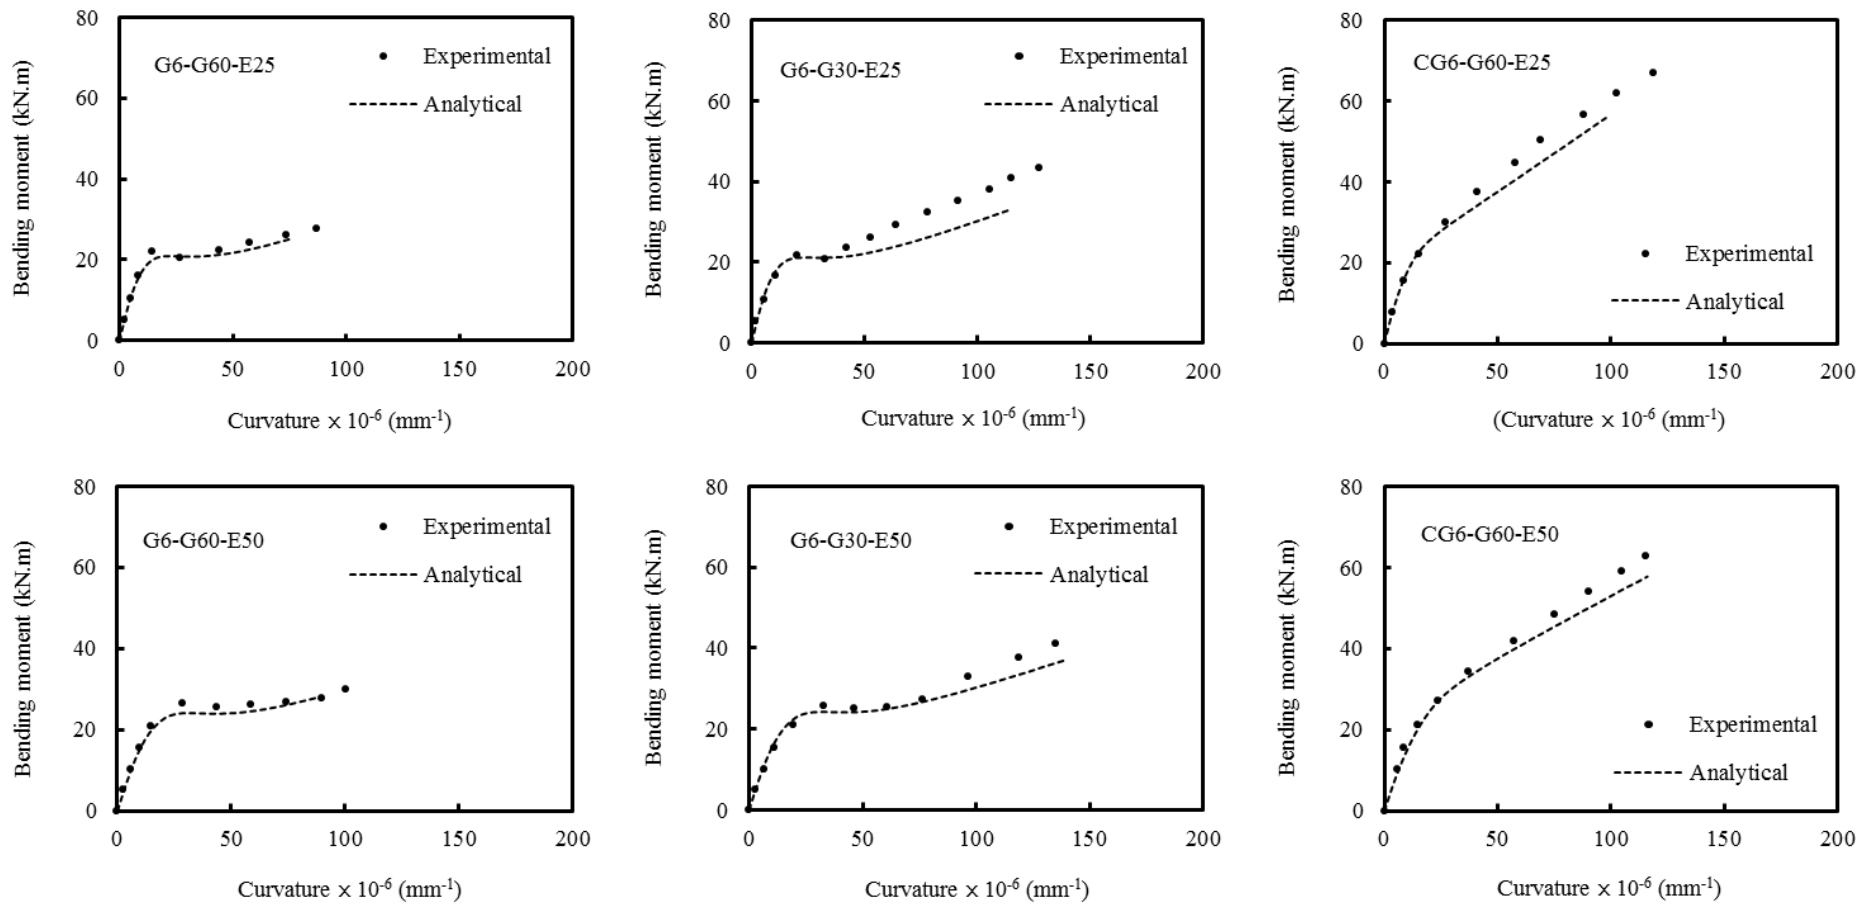 Bending moment (kN.m)
80
60
40
20
0
G6-G60-E25
Experimental
Analytical
0 50 100 150 200
Curvature × 10-6 (mm-1)
Bending moment (kN.m)
80
60
40
20
0
G6-G30-E25
Experimental
Analytical
0 50 100 150 200
Curvature × 10-6 (mm-1)
Bending moment (kN.m)
80
60
40
20
0
CG6-G60-E25
Experimental
Analytical
0 50 100 150 200
(Curvature × 10-6 (mm-1)
Bending moment (kN.m)
80
60
40
20
0
G6-G60-E50
Experimental
Analytical
0 50 100 150 200
Curvature × 10-6 (mm-1)
Bending moment (kN.m)
80
60
40
20
0
G6-G30-E50
Experimental
Analytical
0 50 100 150 200
Curvature × 10-6 (mm-1)
Bending moment (kN.m)
80
60
40
20
0
CG6-G60-E50
Experimental
Analytical
0 50 100 150 200
Curvature × 10-6 (mm-1)